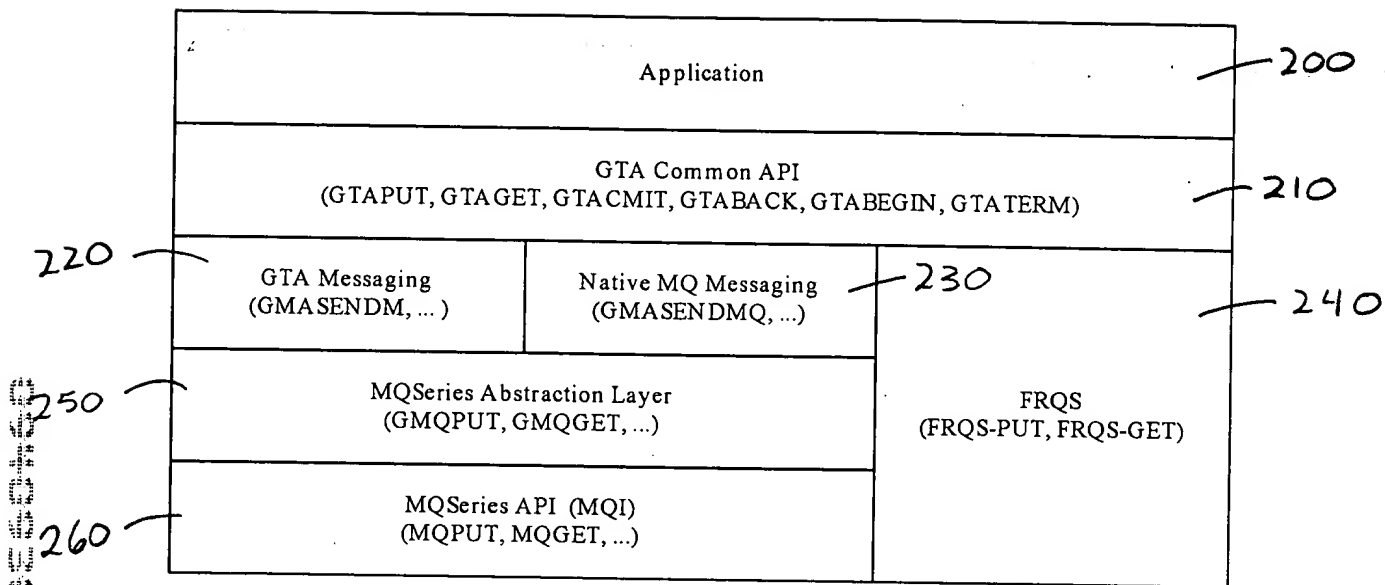 Application
200
GTA Common API
(GTAPUT, GTAGET, GTACMIT, GTABACK, GTABEGIN, GTATERM)
210
220
GTA Messaging
(GMASENDM, ...)
Native MQ Messaging
(GMASENDMQ, ...)
230
240
250
MQSeries Abstraction Layer
(GMQPUT, GMQGET, ...)
FRQS
(FRQS-PUT, FRQS-GET)
260
MQSeries API (MQI)
(MQPUT, MQGET, ...)